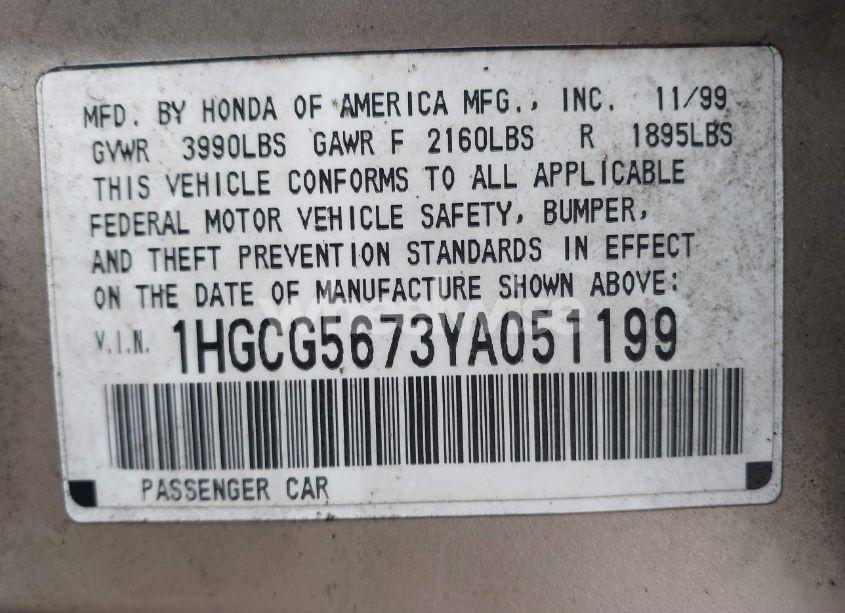 MFD. BY HONDA OF AMERICA MFG., INC. 11/99
GVWR 3990LBS GAWR F 2160LBS R 1895LBS
THIS VEHICLE CONFORMS TO ALL APPLICABLE
FEDERAL MOTOR VEHICLE SAFETY, BUMPER,
AND THEFT PREVENTION STANDARDS IN EFFECT
ON THE DATE OF MANUFACTURE SHOWN ABOVE:
V.I.N. 1HGCG5673YA051199
PASSENGER CAR